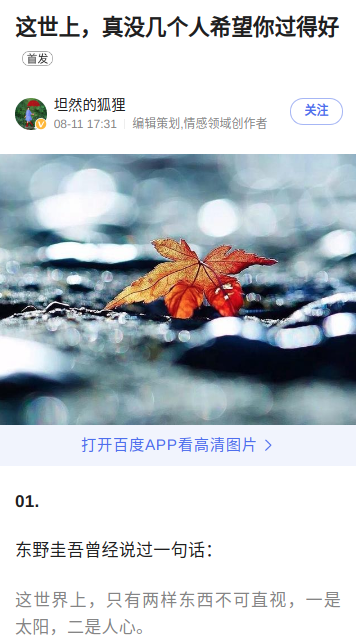 这世上，真没几个人希望你过得好
首发
坦然的狐狸
08-11 17:31 编辑策划,情感领域创作者
关注
打开百度APP看高清图片
01.
东野圭吾曾经说过一句话：
这世界上，只有两样东西不可直视，一是
太阳，二是人心。